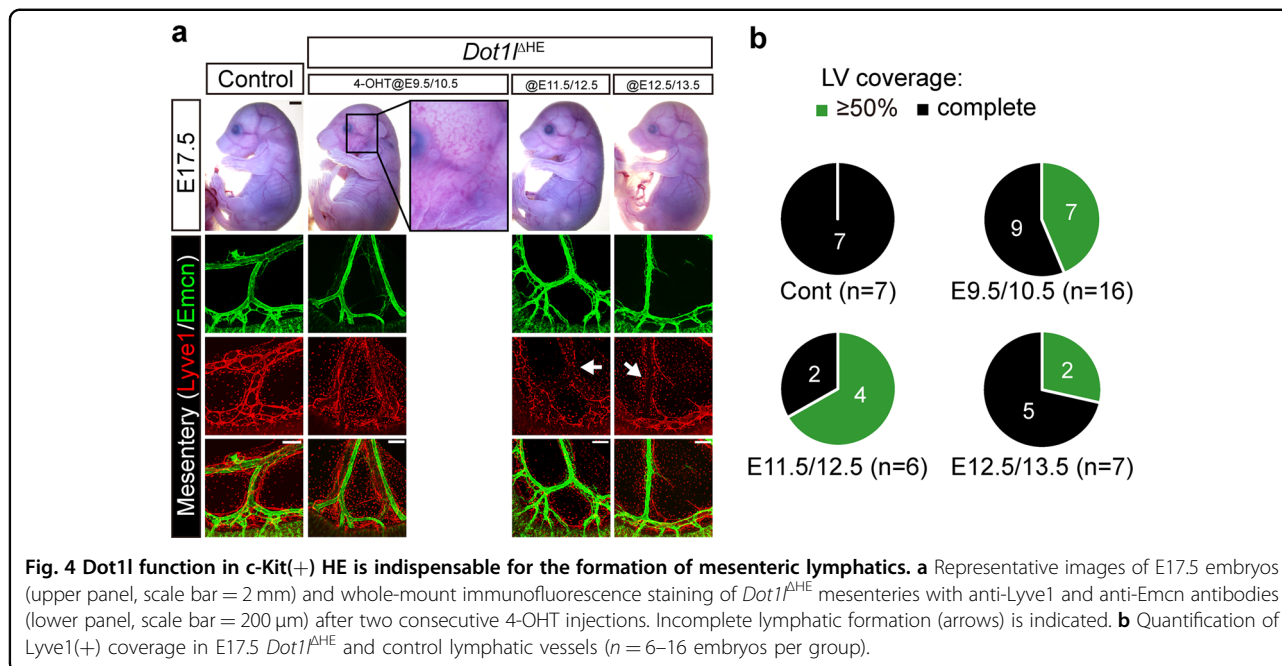 a
b
Dot1l^ΔHE
Control
4-OHT@E9.5/10.5
@E11.5/12.5
@E12.5/13.5
E17.5
Mesentery (Lyve1/Emcn)
LV coverage:
≥50% complete
7
Cont (n=7)
9
7
E9.5/10.5 (n=16)
2
4
E11.5/12.5 (n=6)
2
5
E12.5/13.5 (n=7)
Fig. 4 Dot1l function in c-Kit(+) HE is indispensable for the formation of mesenteric lymphatics. a Representative images of E17.5 embryos
(upper panel, scale bar = 2 mm) and whole-mount immunofluorescence staining of Dot1l^ΔHE mesenteries with anti-Lyve1 and anti-Emcn antibodies
(lower panel, scale bar = 200 μm) after two consecutive 4-OHT injections. Incomplete lymphatic formation (arrows) is indicated. b Quantification of
Lyve1(+) coverage in E17.5 Dot1l^ΔHE and control lymphatic vessels (n = 6–16 embryos per group).